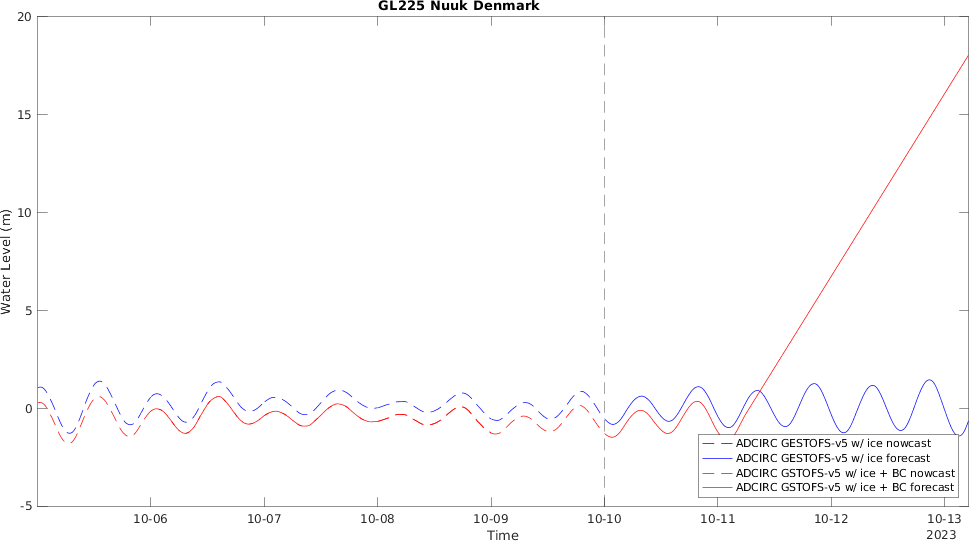 GL225 Nuuk Denmark
20
15
10
5
0
-5
Water Level (m)
10-06
10-07
10-08
10-09
10-10
10-11
10-12
10-13
Time
2023
ADCIRC GESTOFS-v5 w/ ice nowcast
ADCIRC GESTOFS-v5 w/ ice forecast
ADCIRC GSTOFS-v5 w/ ice + BC nowcast
ADCIRC GSTOFS-v5 w/ ice + BC forecast